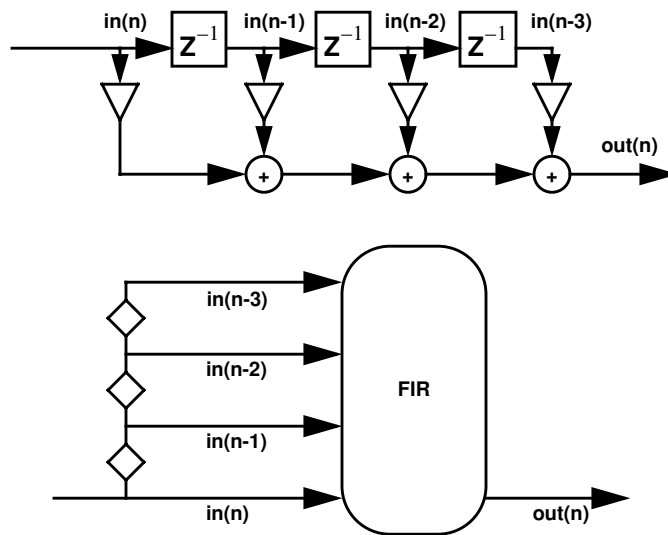 in(n) in(n-1) in(n-2) in(n-3)
Z⁻¹ Z⁻¹ Z⁻¹
out(n)
+ + +
in(n-3)
in(n-2)
FIR
in(n-1)
in(n) out(n)